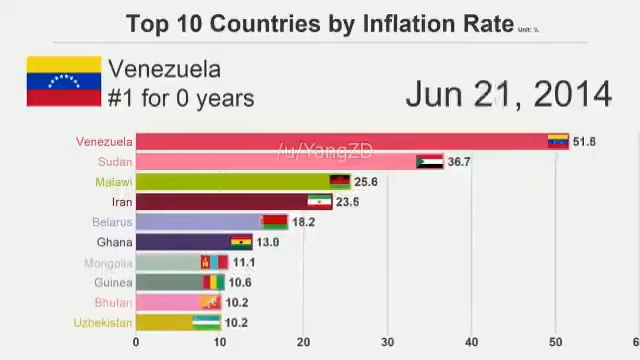 Top 10 Countries by Inflation Rate Unit: %
Venezuela
#1 for 0 years
Jun 21, 2014
Venezuela 51.6
/u/YangZD
Sudan 36.7
Malawi 25.6
Iran 23.5
Belarus 18.2
Ghana 13.9
Mongolia 11.1
Guinea 10.6
Bhutan 10.2
Uzbekistan 10.2
0 10 20 30 40 50 6